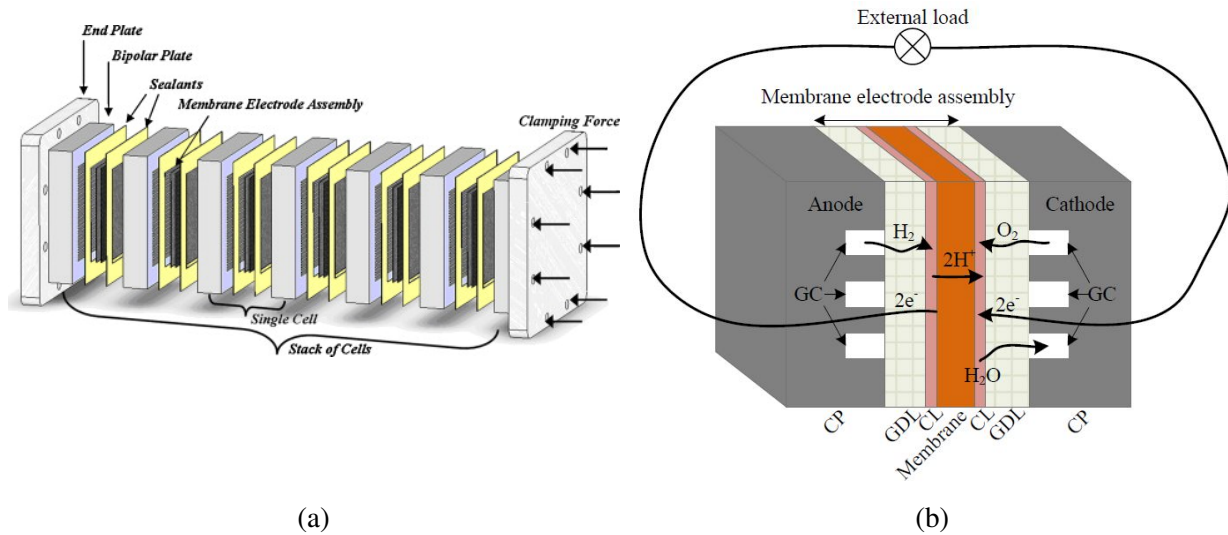 End Plate
Bipolar Plate
Sealants
Membrane Electrode Assembly
Clamping Force
Single Cell
Stack of Cells
(a)
External load
Membrane electrode assembly
Anode
Cathode
H₂
O₂
2H⁺
GC
GC
2e⁻
2e⁻
H₂O
CP
GDL
CL
Membrane
CL
GDL
CP
(b)